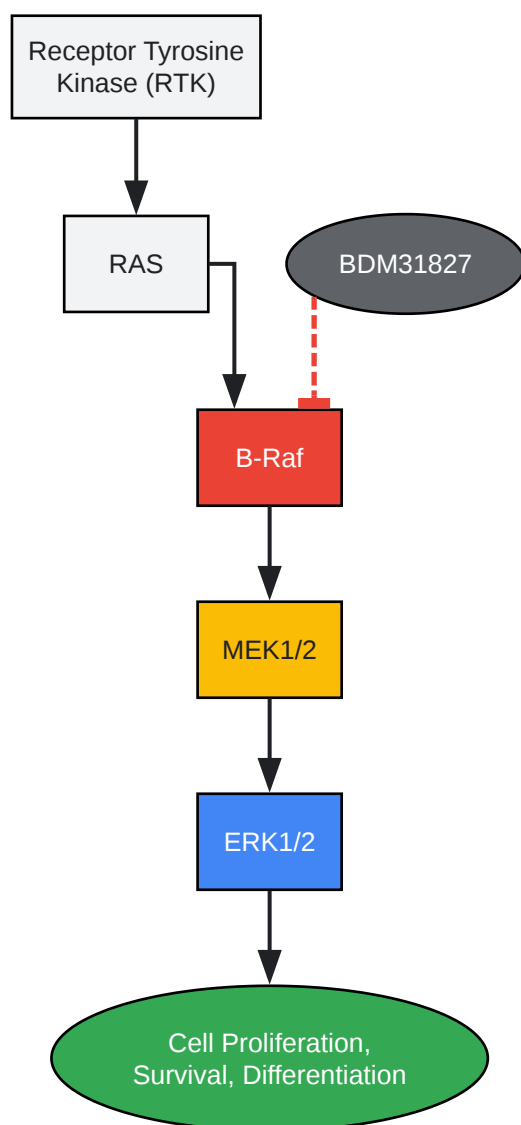 Receptor Tyrosine
Kinase (RTK)
RAS
BDM31827
B-Raf
MEK1/2
ERK1/2
Cell Proliferation,
Survival, Differentiation